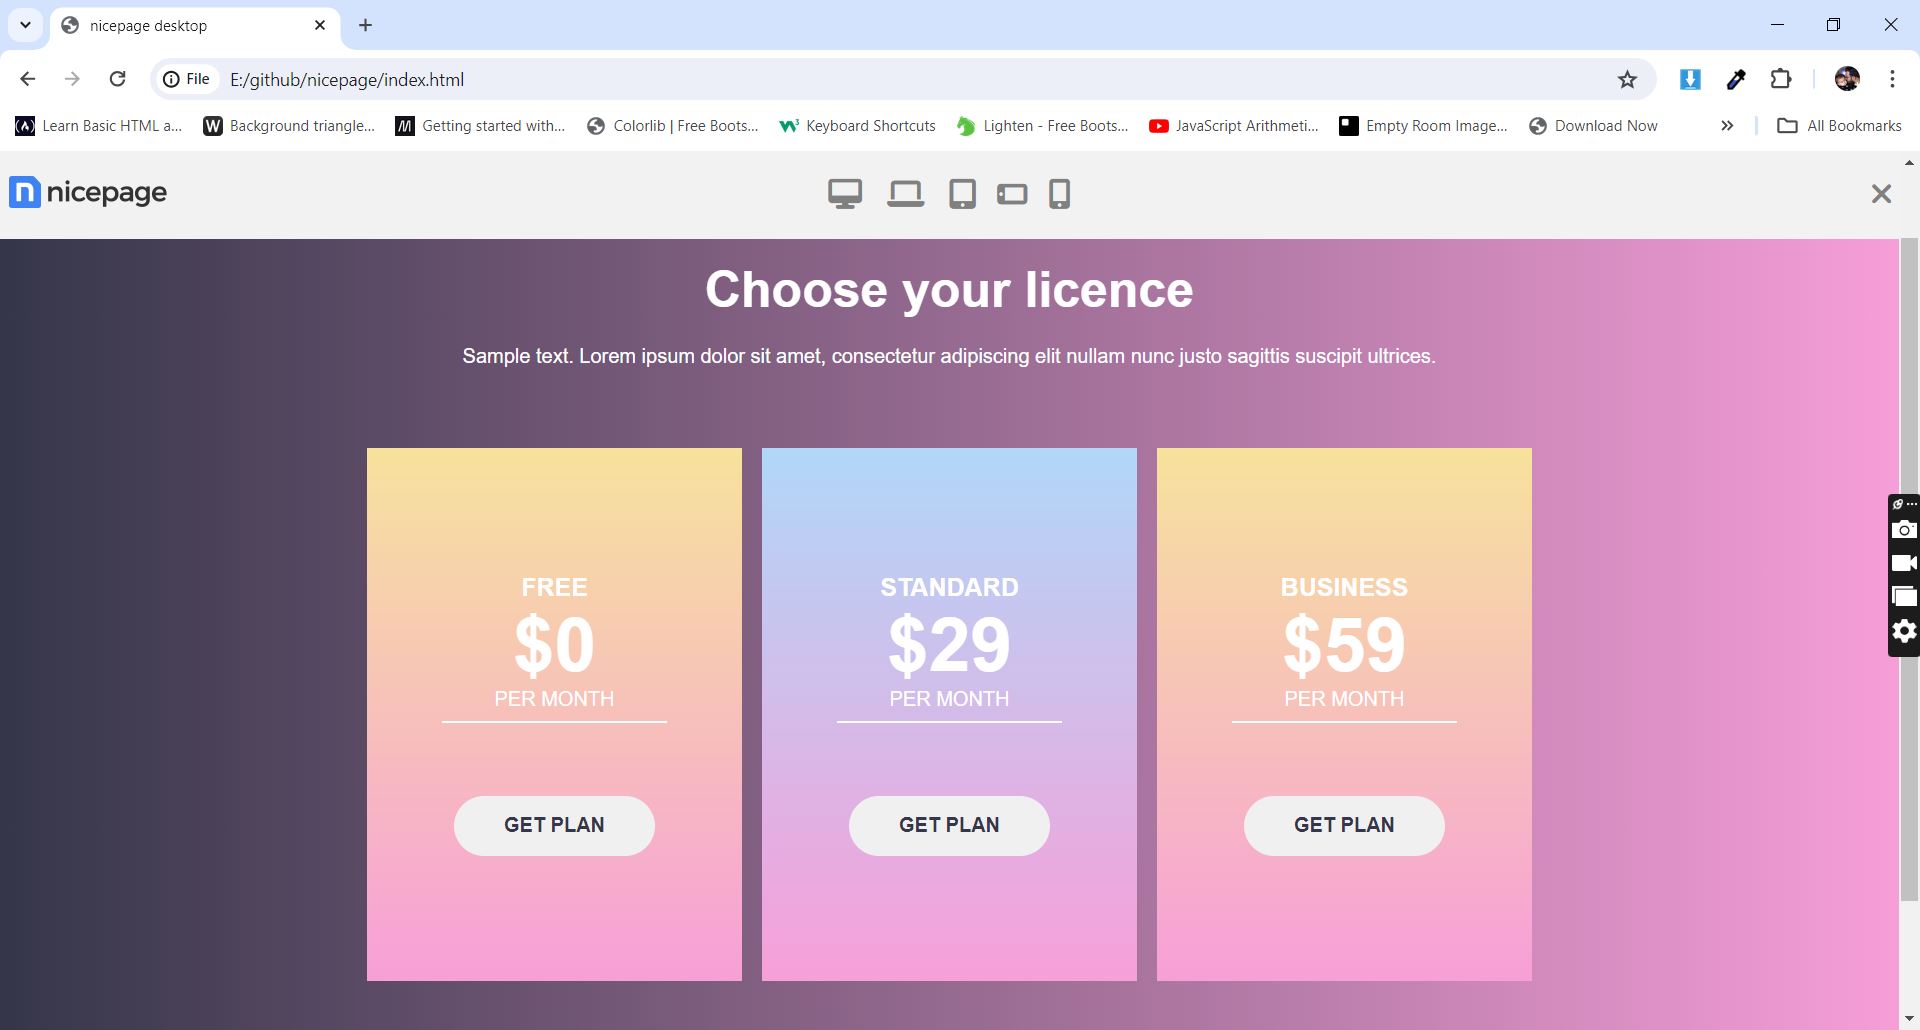 nicepage desktop
File E:/github/nicepage/index.html
Learn Basic HTML a... Background triangle... Getting started with... Colorlib | Free Boots... Keyboard Shortcuts Lighten - Free Boots... JavaScript Arithmeti... Empty Room Image... Download Now All Bookmarks
nicepage
Choose your licence
Sample text. Lorem ipsum dolor sit amet, consectetur adipiscing elit nullam nunc justo sagittis suscipit ultrices.
FREE
$0
PER MONTH
GET PLAN
STANDARD
$29
PER MONTH
GET PLAN
BUSINESS
$59
PER MONTH
GET PLAN